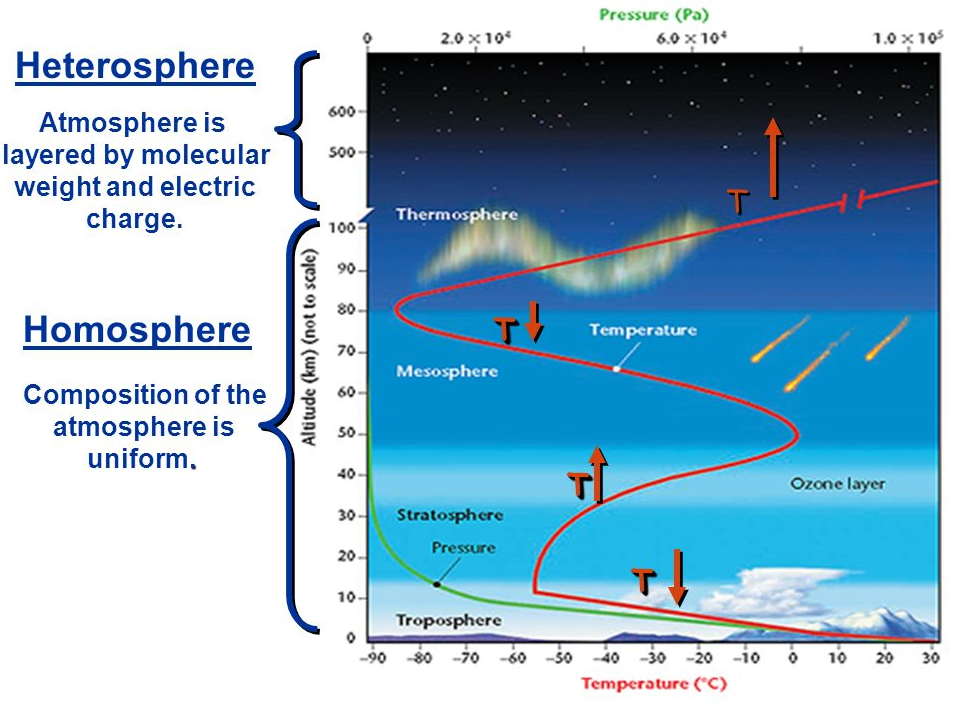 Pressure (Pa)
0 2.0 × 10⁴ 6.0 × 10⁴ 1.0 × 10⁵
Heterosphere
Atmosphere is
layered by molecular
weight and electric
charge.
Homosphere
Composition of the
atmosphere is
uniform.
Altitude (km) (not to scale)
600
500
100
90
80
70
60
50
40
30
20
10
0
Thermosphere
T
T
Temperature
Mesosphere
T
Ozone layer
Stratosphere
Pressure
T
Troposphere
–90 –80 –70 –60 –50 –40 –30 –20 –10 0 10 20 30
Temperature (°C)